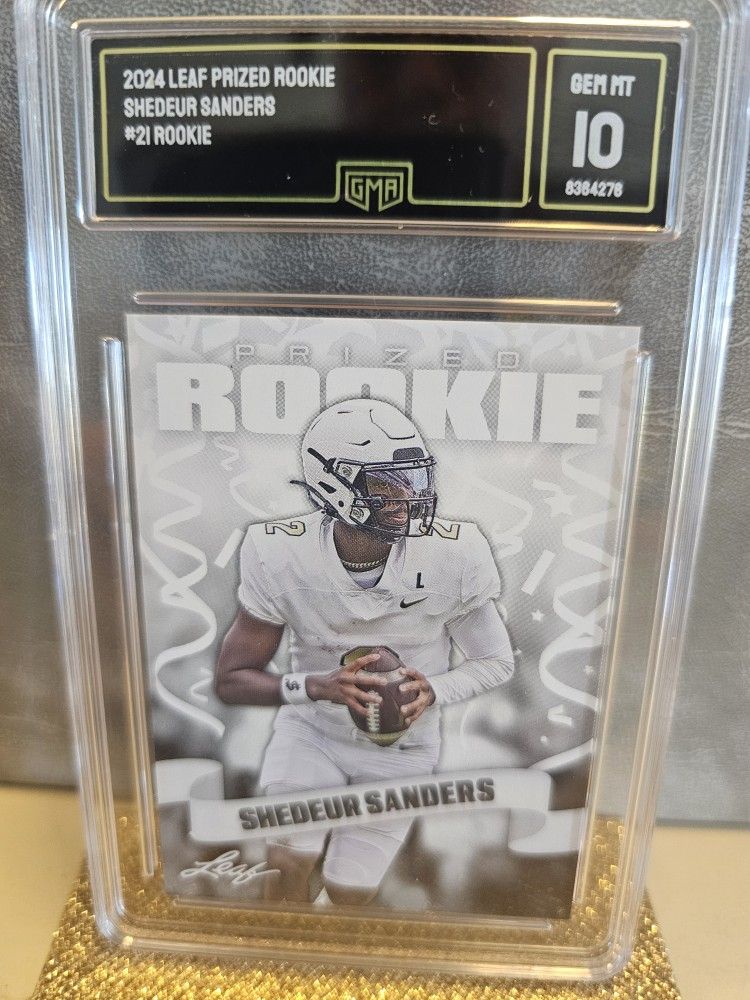 2024 LEAF PRIZED ROOKIE
SHEDEUR SANDERS
#21 ROOKIE
GEM MT
10
8384278
GMA
PRIZED
ROOKIE
2
2
L
SHEDEUR SANDERS
Leaf